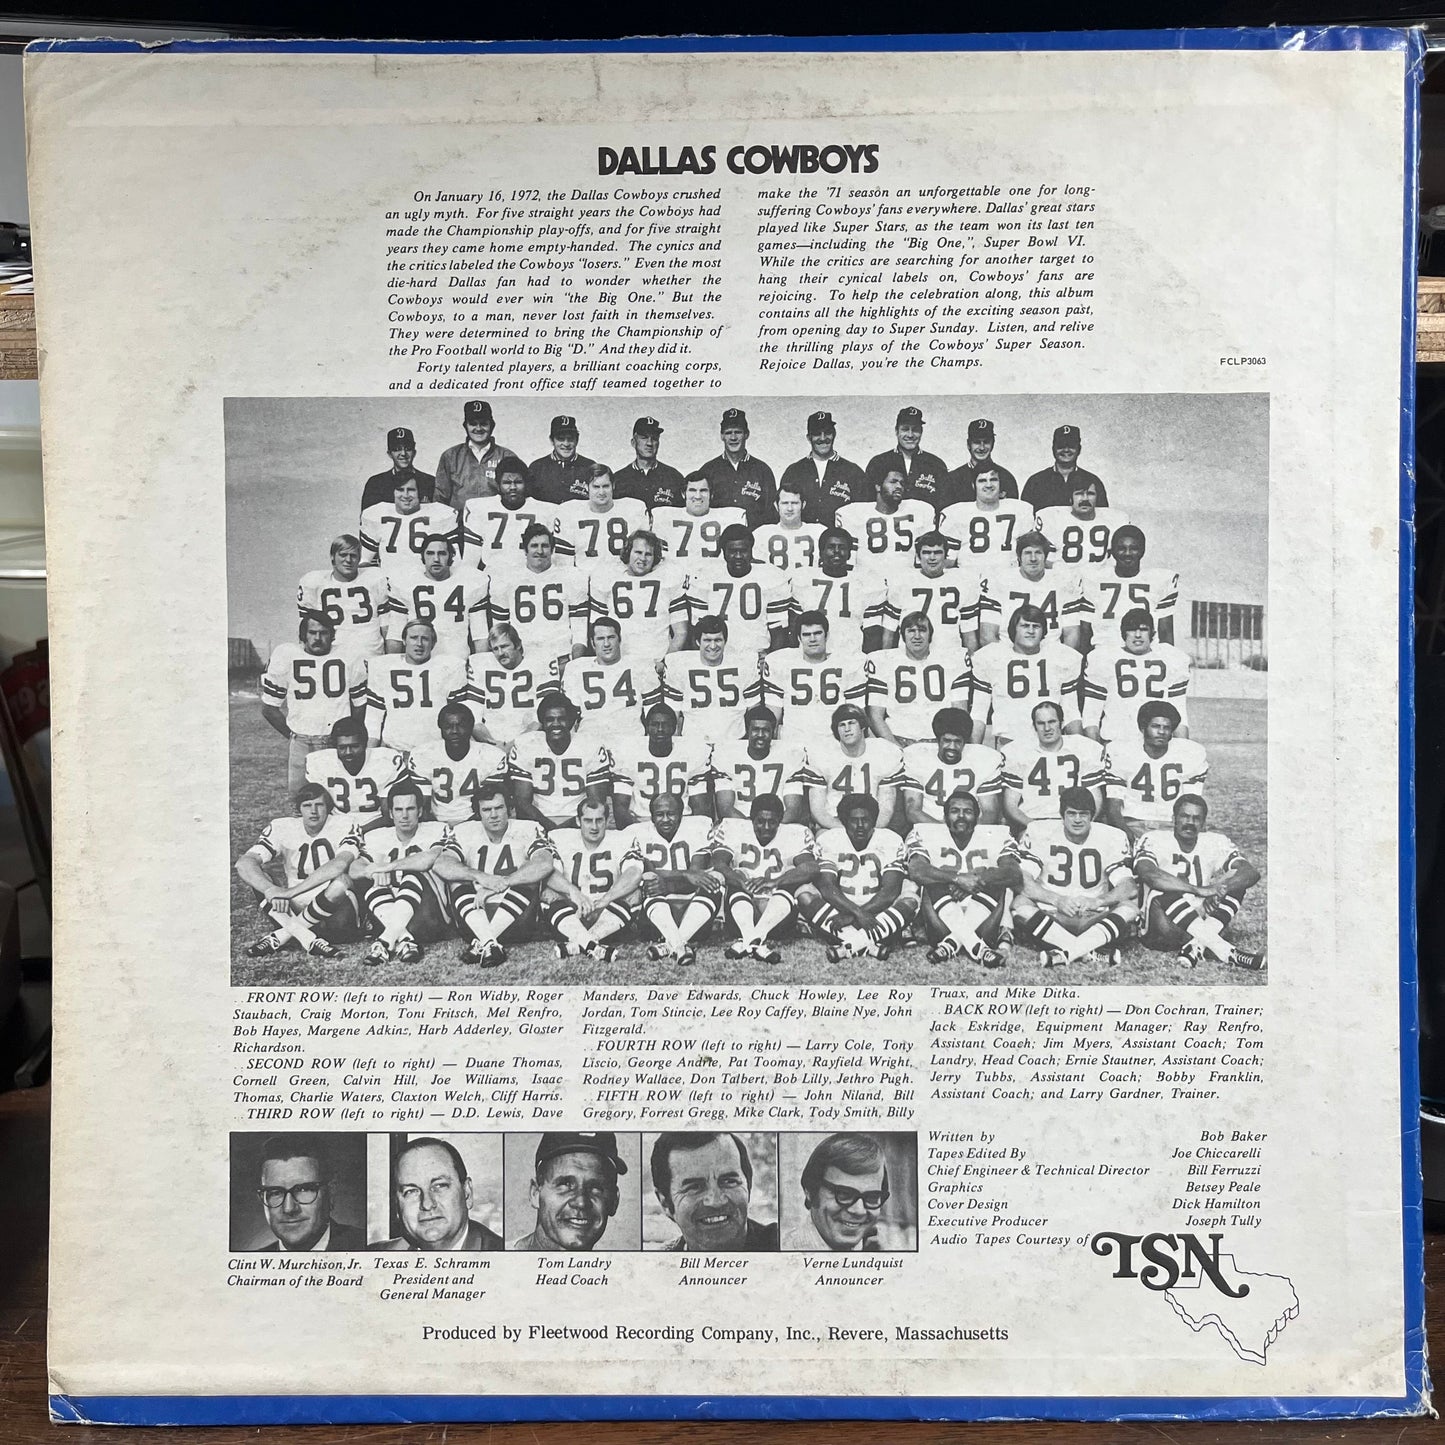 DALLAS COWBOYS
On January 16, 1972, the Dallas Cowboys crushed
an ugly myth. For five straight years the Cowboys had
made the Championship play-offs, and for five straight
years they came home empty-handed. The cynics and
the critics labeled the Cowboys "losers." Even the most
die-hard Dallas fan had to wonder whether the
Cowboys would ever win "the Big One." But the
Cowboys, to a man, never lost faith in themselves.
They were determined to bring the Championship of
the Pro Football world to Big "D." And they did it.
Forty talented players, a brilliant coaching corps,
and a dedicated front office staff teamed together to
make the '71 season an unforgettable one for long-
suffering Cowboys' fans everywhere. Dallas' great stars
played like Super Stars, as the team won its last ten
games—including the "Big One,", Super Bowl VI.
While the critics are searching for another target to
hang their cynical labels on, Cowboys' fans are
rejoicing. To help the celebration along, this album
contains all the highlights of the exciting season past,
from opening day to Super Sunday. Listen, and relive
the thrilling plays of the Cowboys' Super Season.
Rejoice Dallas, you're the Champs.
FCLP3063
76 77 78 79 83 85 87 89
63 64 66 67 70 71 72 74 75
50 51 52 54 55 56 60 61 62
33 34 35 36 37 41 42 43 46
10 14 15 20 22 23 26 30 31
..FRONT ROW: (left to right) — Ron Widby, Roger
Staubach, Craig Morton, Toni Fritsch, Mel Renfro,
Bob Hayes, Margene Adkins, Harb Adderley, Gloster
Richardson.
..SECOND ROW (left to right) — Duane Thomas,
Cornell Green, Calvin Hill, Joe Williams, Isaac
Thomas, Charlie Waters, Claxton Welch, Cliff Harris.
..THIRD ROW (left to right) — D.D. Lewis, Dave
Manders, Dave Edwards, Chuck Howley, Lee Roy
Jordan, Tom Stincic, Lee Roy Caffey, Blaine Nye, John
Fitzgerald.
..FOURTH ROW (left to right) — Larry Cole, Tony
Liscio, George Andrie, Pat Toomay, Rayfield Wright,
Rodney Wallace, Don Talbert, Bob Lilly, Jethro Pugh.
..FIFTH ROW (left to right) — John Niland, Bill
Gregory, Forrest Gregg, Mike Clark, Tody Smith, Billy
Truax, and Mike Ditka.
..BACK ROW (left to right) — Don Cochran, Trainer;
Jack Eskridge, Equipment Manager; Ray Renfro,
Assistant Coach; Jim Myers, Assistant Coach; Tom
Landry, Head Coach; Ernie Stautner, Assistant Coach;
Jerry Tubbs, Assistant Coach; Bobby Franklin,
Assistant Coach; and Larry Gardner, Trainer.
Clint W. Murchison, Jr.
Chairman of the Board
Texas E. Schramm
President and
General Manager
Tom Landry
Head Coach
Bill Mercer
Announcer
Verne Lundquist
Announcer
Written by Bob Baker
Tapes Edited By Joe Chiccarelli
Chief Engineer & Technical Director Bill Ferruzzi
Graphics Betsey Peale
Cover Design Dick Hamilton
Executive Producer Joseph Tully
Audio Tapes Courtesy of TSN
Produced by Fleetwood Recording Company, Inc., Revere, Massachusetts